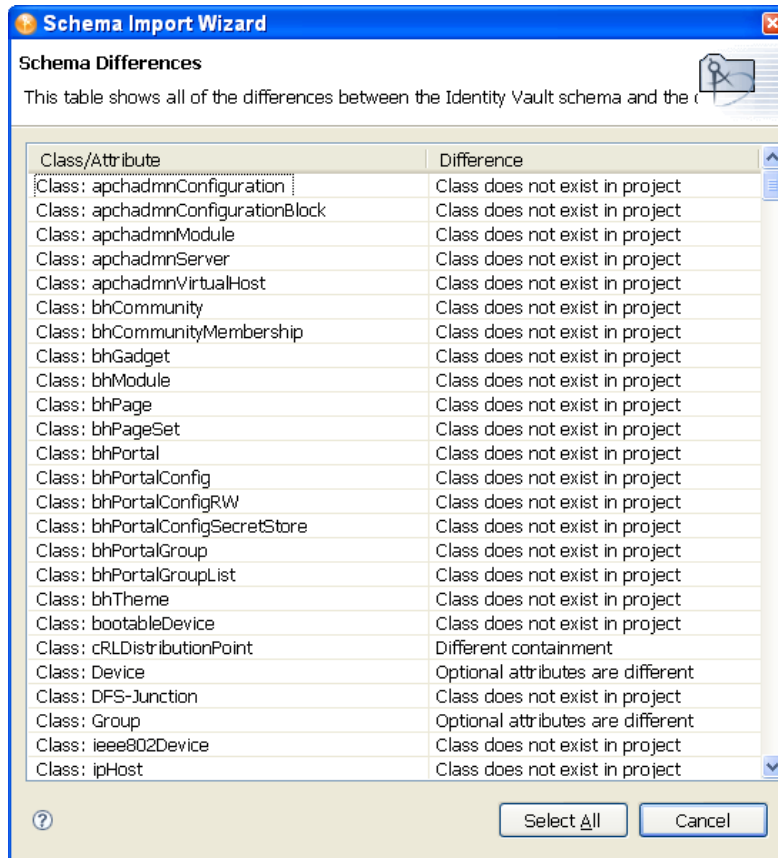 Schema Import Wizard
Schema Differences
This table shows all of the differences between the Identity Vault schema and the
Class/Attribute Difference
Class: apchadmnConfiguration Class does not exist in project
Class: apchadmnConfigurationBlock Class does not exist in project
Class: apchadmnModule Class does not exist in project
Class: apchadmnServer Class does not exist in project
Class: apchadmnVirtualHost Class does not exist in project
Class: bhCommunity Class does not exist in project
Class: bhCommunityMembership Class does not exist in project
Class: bhGadget Class does not exist in project
Class: bhModule Class does not exist in project
Class: bhPage Class does not exist in project
Class: bhPageSet Class does not exist in project
Class: bhPortal Class does not exist in project
Class: bhPortalConfig Class does not exist in project
Class: bhPortalConfigRW Class does not exist in project
Class: bhPortalConfigSecretStore Class does not exist in project
Class: bhPortalGroup Class does not exist in project
Class: bhPortalGroupList Class does not exist in project
Class: bhTheme Class does not exist in project
Class: bootableDevice Class does not exist in project
Class: cRLDistributionPoint Different containment
Class: Device Optional attributes are different
Class: DFS-Junction Class does not exist in project
Class: Group Optional attributes are different
Class: ieee802Device Class does not exist in project
Class: ipHost Class does not exist in project
? Select All Cancel